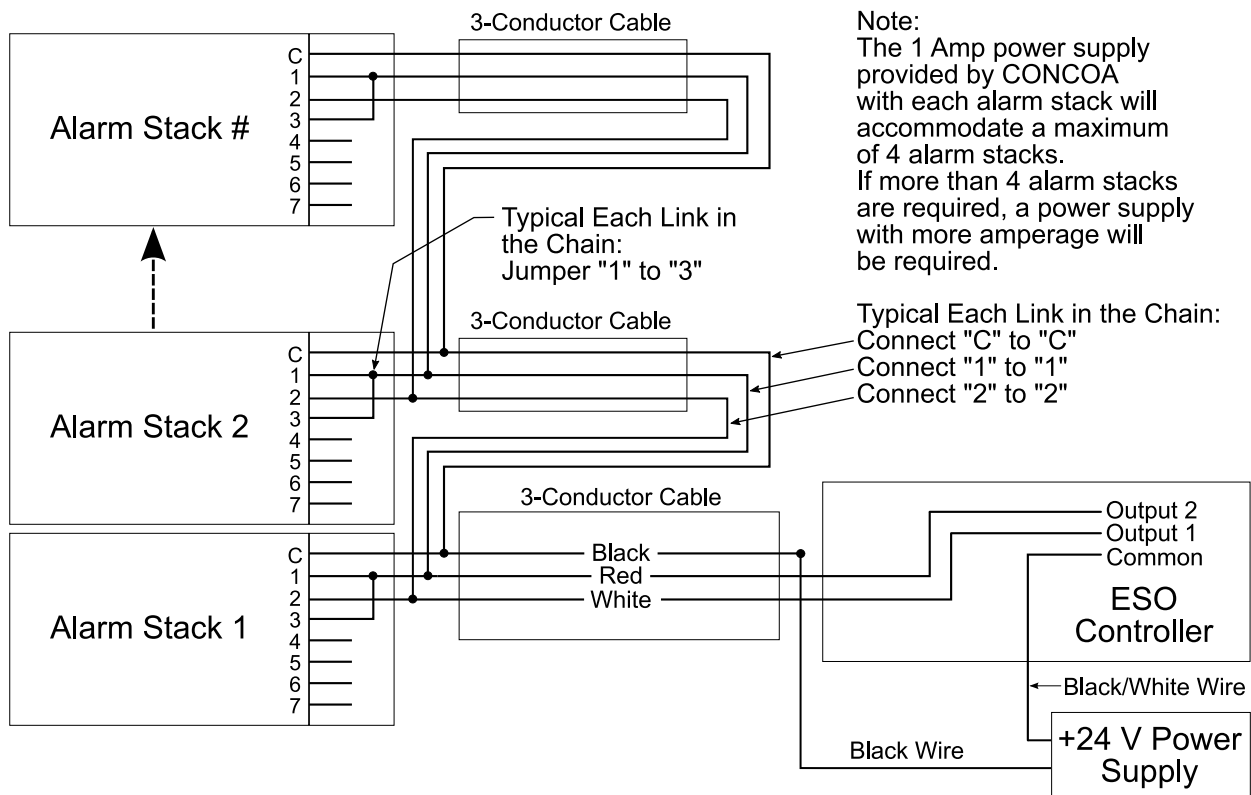 3-Conductor Cable
Alarm Stack #
C
1
2
3
4
5
6
7
Note:
The 1 Amp power supply
provided by CONCOA
with each alarm stack will
accommodate a maximum
of 4 alarm stacks.
If more than 4 alarm stacks
are required, a power supply
with more amperage will
be required.
Typical Each Link in
the Chain:
Jumper "1" to "3"
3-Conductor Cable
Alarm Stack 2
C
1
2
3
4
5
6
7
Typical Each Link in the Chain:
Connect "C" to "C"
Connect "1" to "1"
Connect "2" to "2"
3-Conductor Cable
Alarm Stack 1
C
1
2
3
4
5
6
7
Black
Red
White
Output 2
Output 1
Common
ESO
Controller
Black/White Wire
Black Wire
+24 V Power
Supply